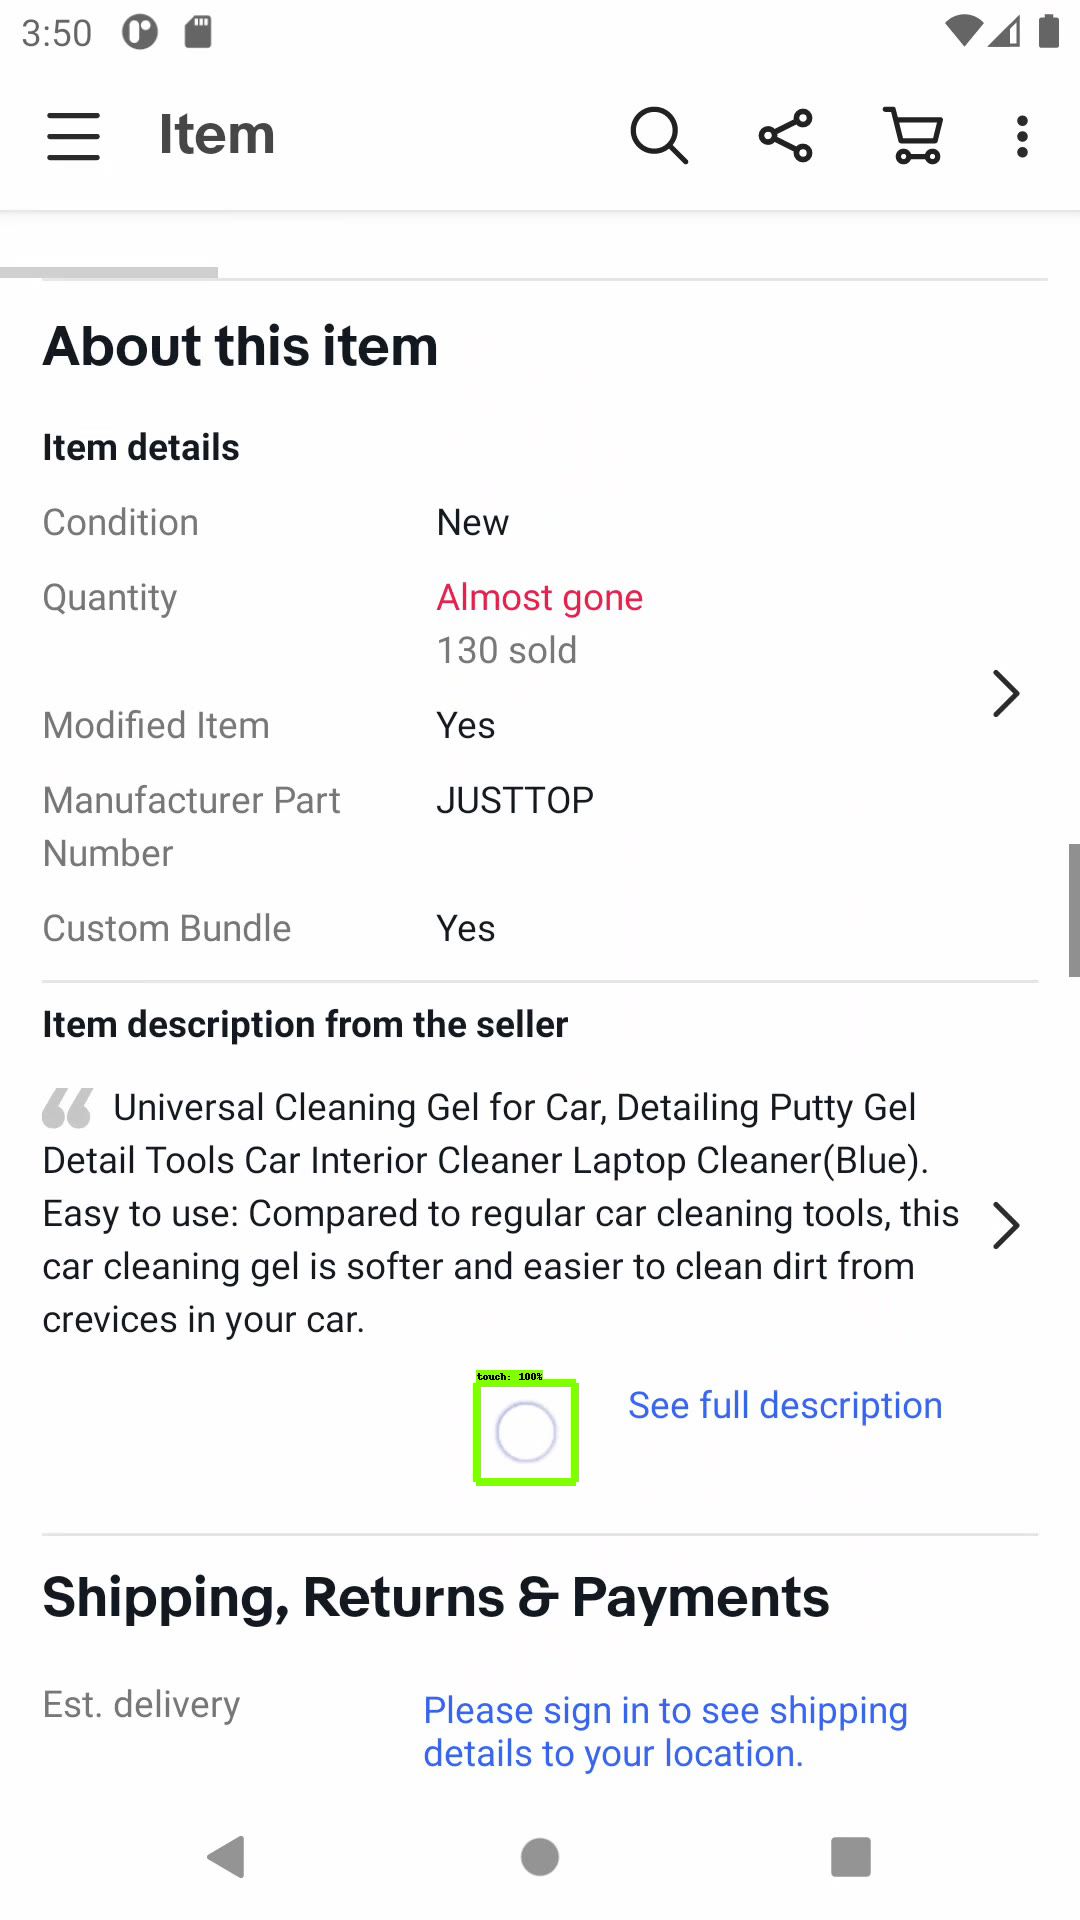 3:50
Item
About this item
Item details
Condition New
Quantity Almost gone
130 sold
Modified Item Yes
Manufacturer Part JUSTTOP
Number
Custom Bundle Yes
Item description from the seller
Universal Cleaning Gel for Car, Detailing Putty Gel
Detail Tools Car Interior Cleaner Laptop Cleaner(Blue).
Easy to use: Compared to regular car cleaning tools, this
car cleaning gel is softer and easier to clean dirt from
crevices in your car.
touch: 100%
See full description
Shipping, Returns & Payments
Est. delivery Please sign in to see shipping
details to your location.